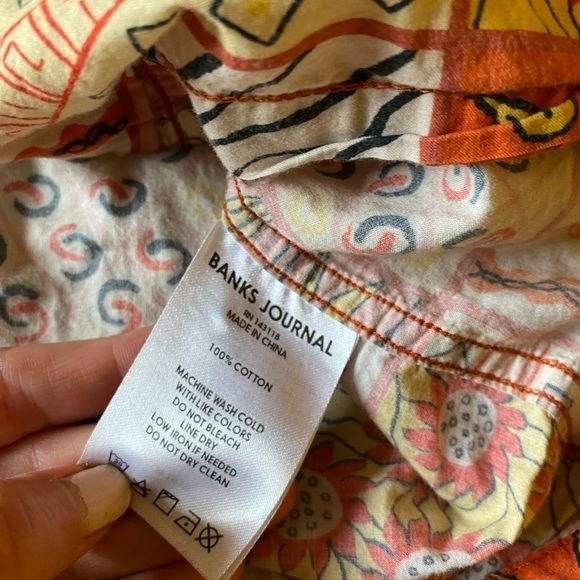 BANKS JOURNAL
RN 143118
MADE IN CHINA
100% COTTON
MACHINE WASH COLD
WITH LIKE COLORS
DO NOT BLEACH
LINE DRY
LOW IRON IF NEEDED
DO NOT DRY CLEAN